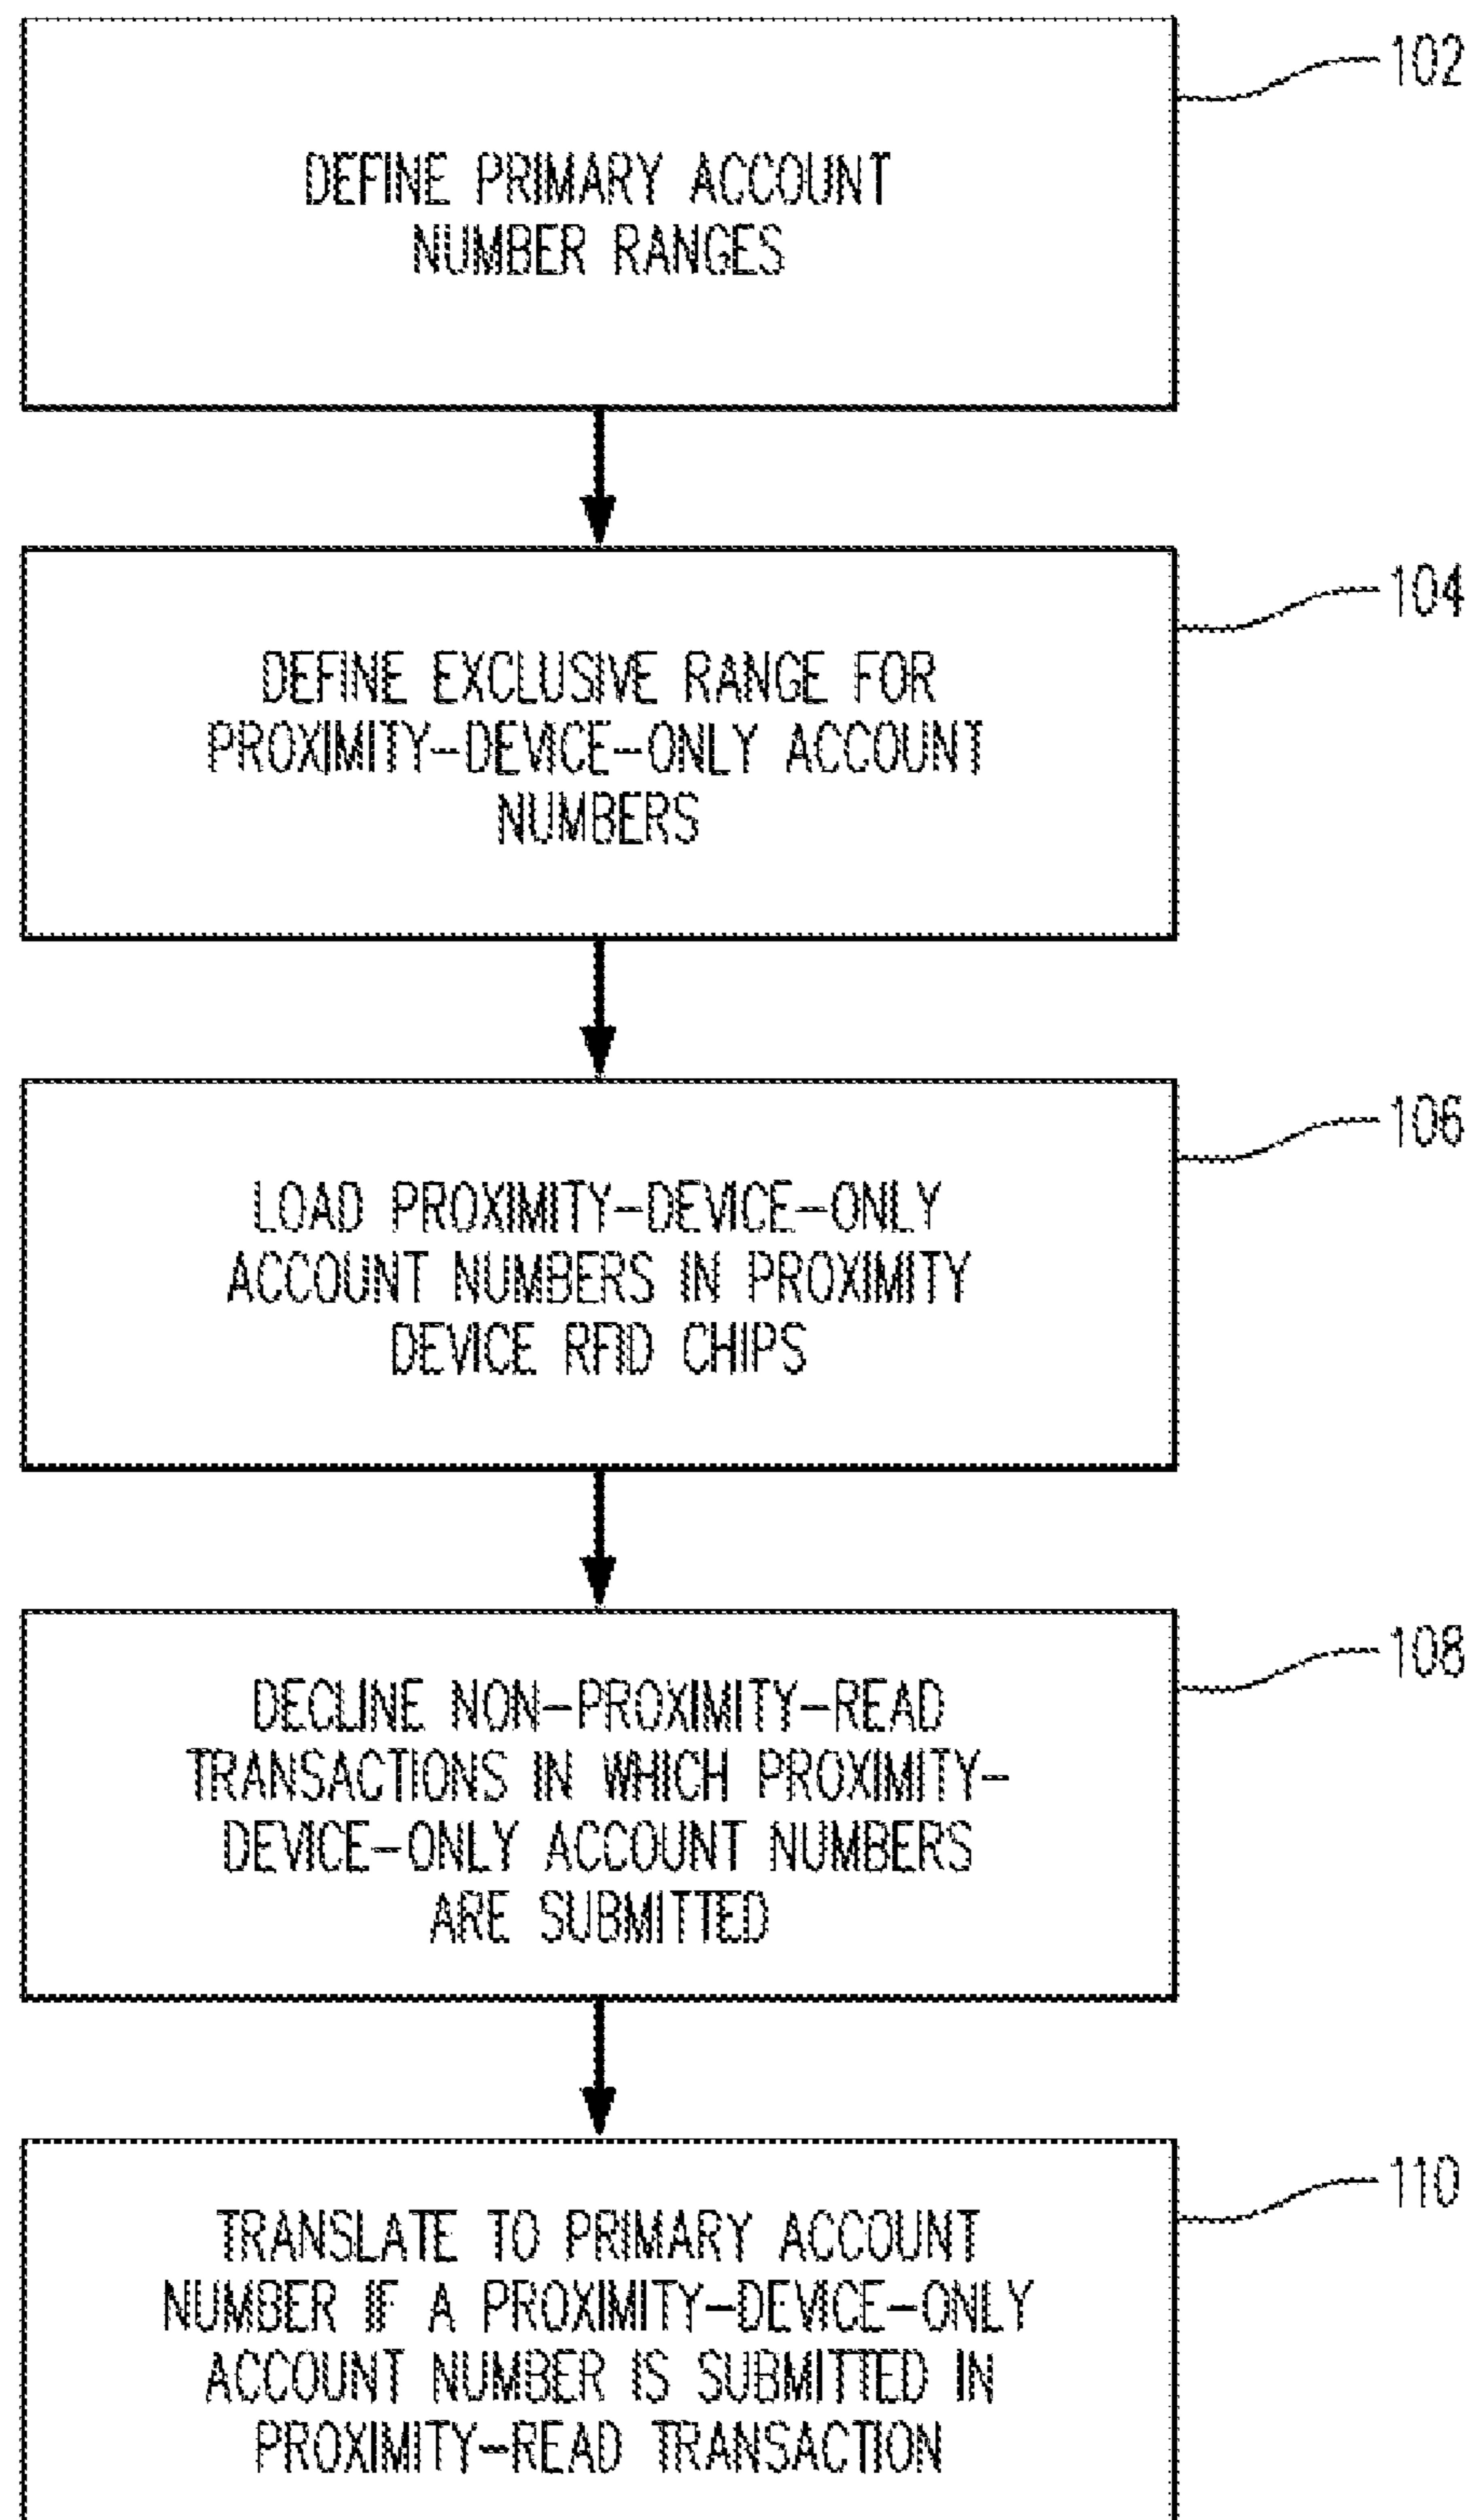 102
DEFINE PRIMARY ACCOUNT
NUMBER RANGES
104
DEFINE EXCLUSIVE RANGE FOR
PROXIMITY-DEVICE-ONLY ACCOUNT
NUMBERS
106
LOAD PROXIMITY-DEVICE-ONLY
ACCOUNT NUMBERS IN PROXIMITY
DEVICE RFID CHIPS
108
DECLINE NON-PROXIMITY-READ
TRANSACTIONS IN WHICH PROXIMITY-
DEVICE-ONLY ACCOUNT NUMBERS
ARE SUBMITTED
110
TRANSLATE TO PRIMARY ACCOUNT
NUMBER IF A PROXIMITY-DEVICE-ONLY
ACCOUNT NUMBER IS SUBMITTED IN
PROXIMITY-READ TRANSACTION